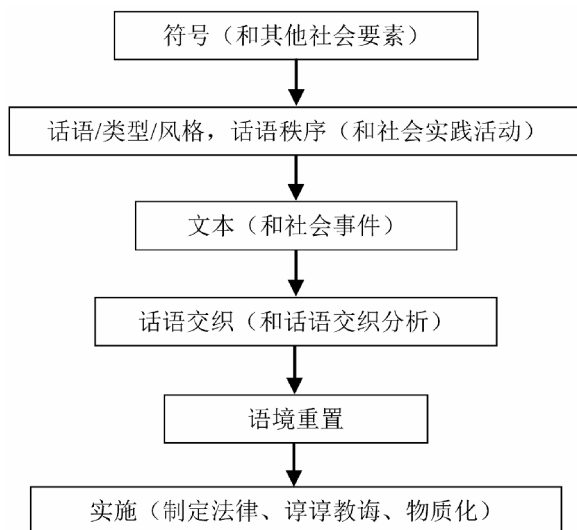 符号（和其他社会要素）
话语/类型/风格，话语秩序（和社会实践活动）
文本（和社会事件）
话语交织（和话语交织分析）
语境重置
实施（制定法律、谆谆教诲、物质化）